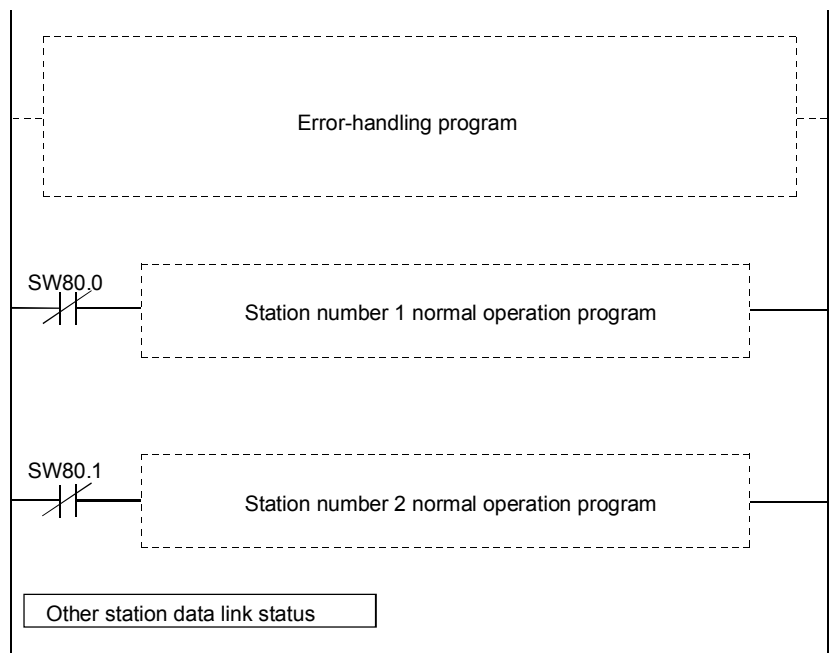 Error-handling program
SW80.0
Station number 1 normal operation program
SW80.1
Station number 2 normal operation program
Other station data link status